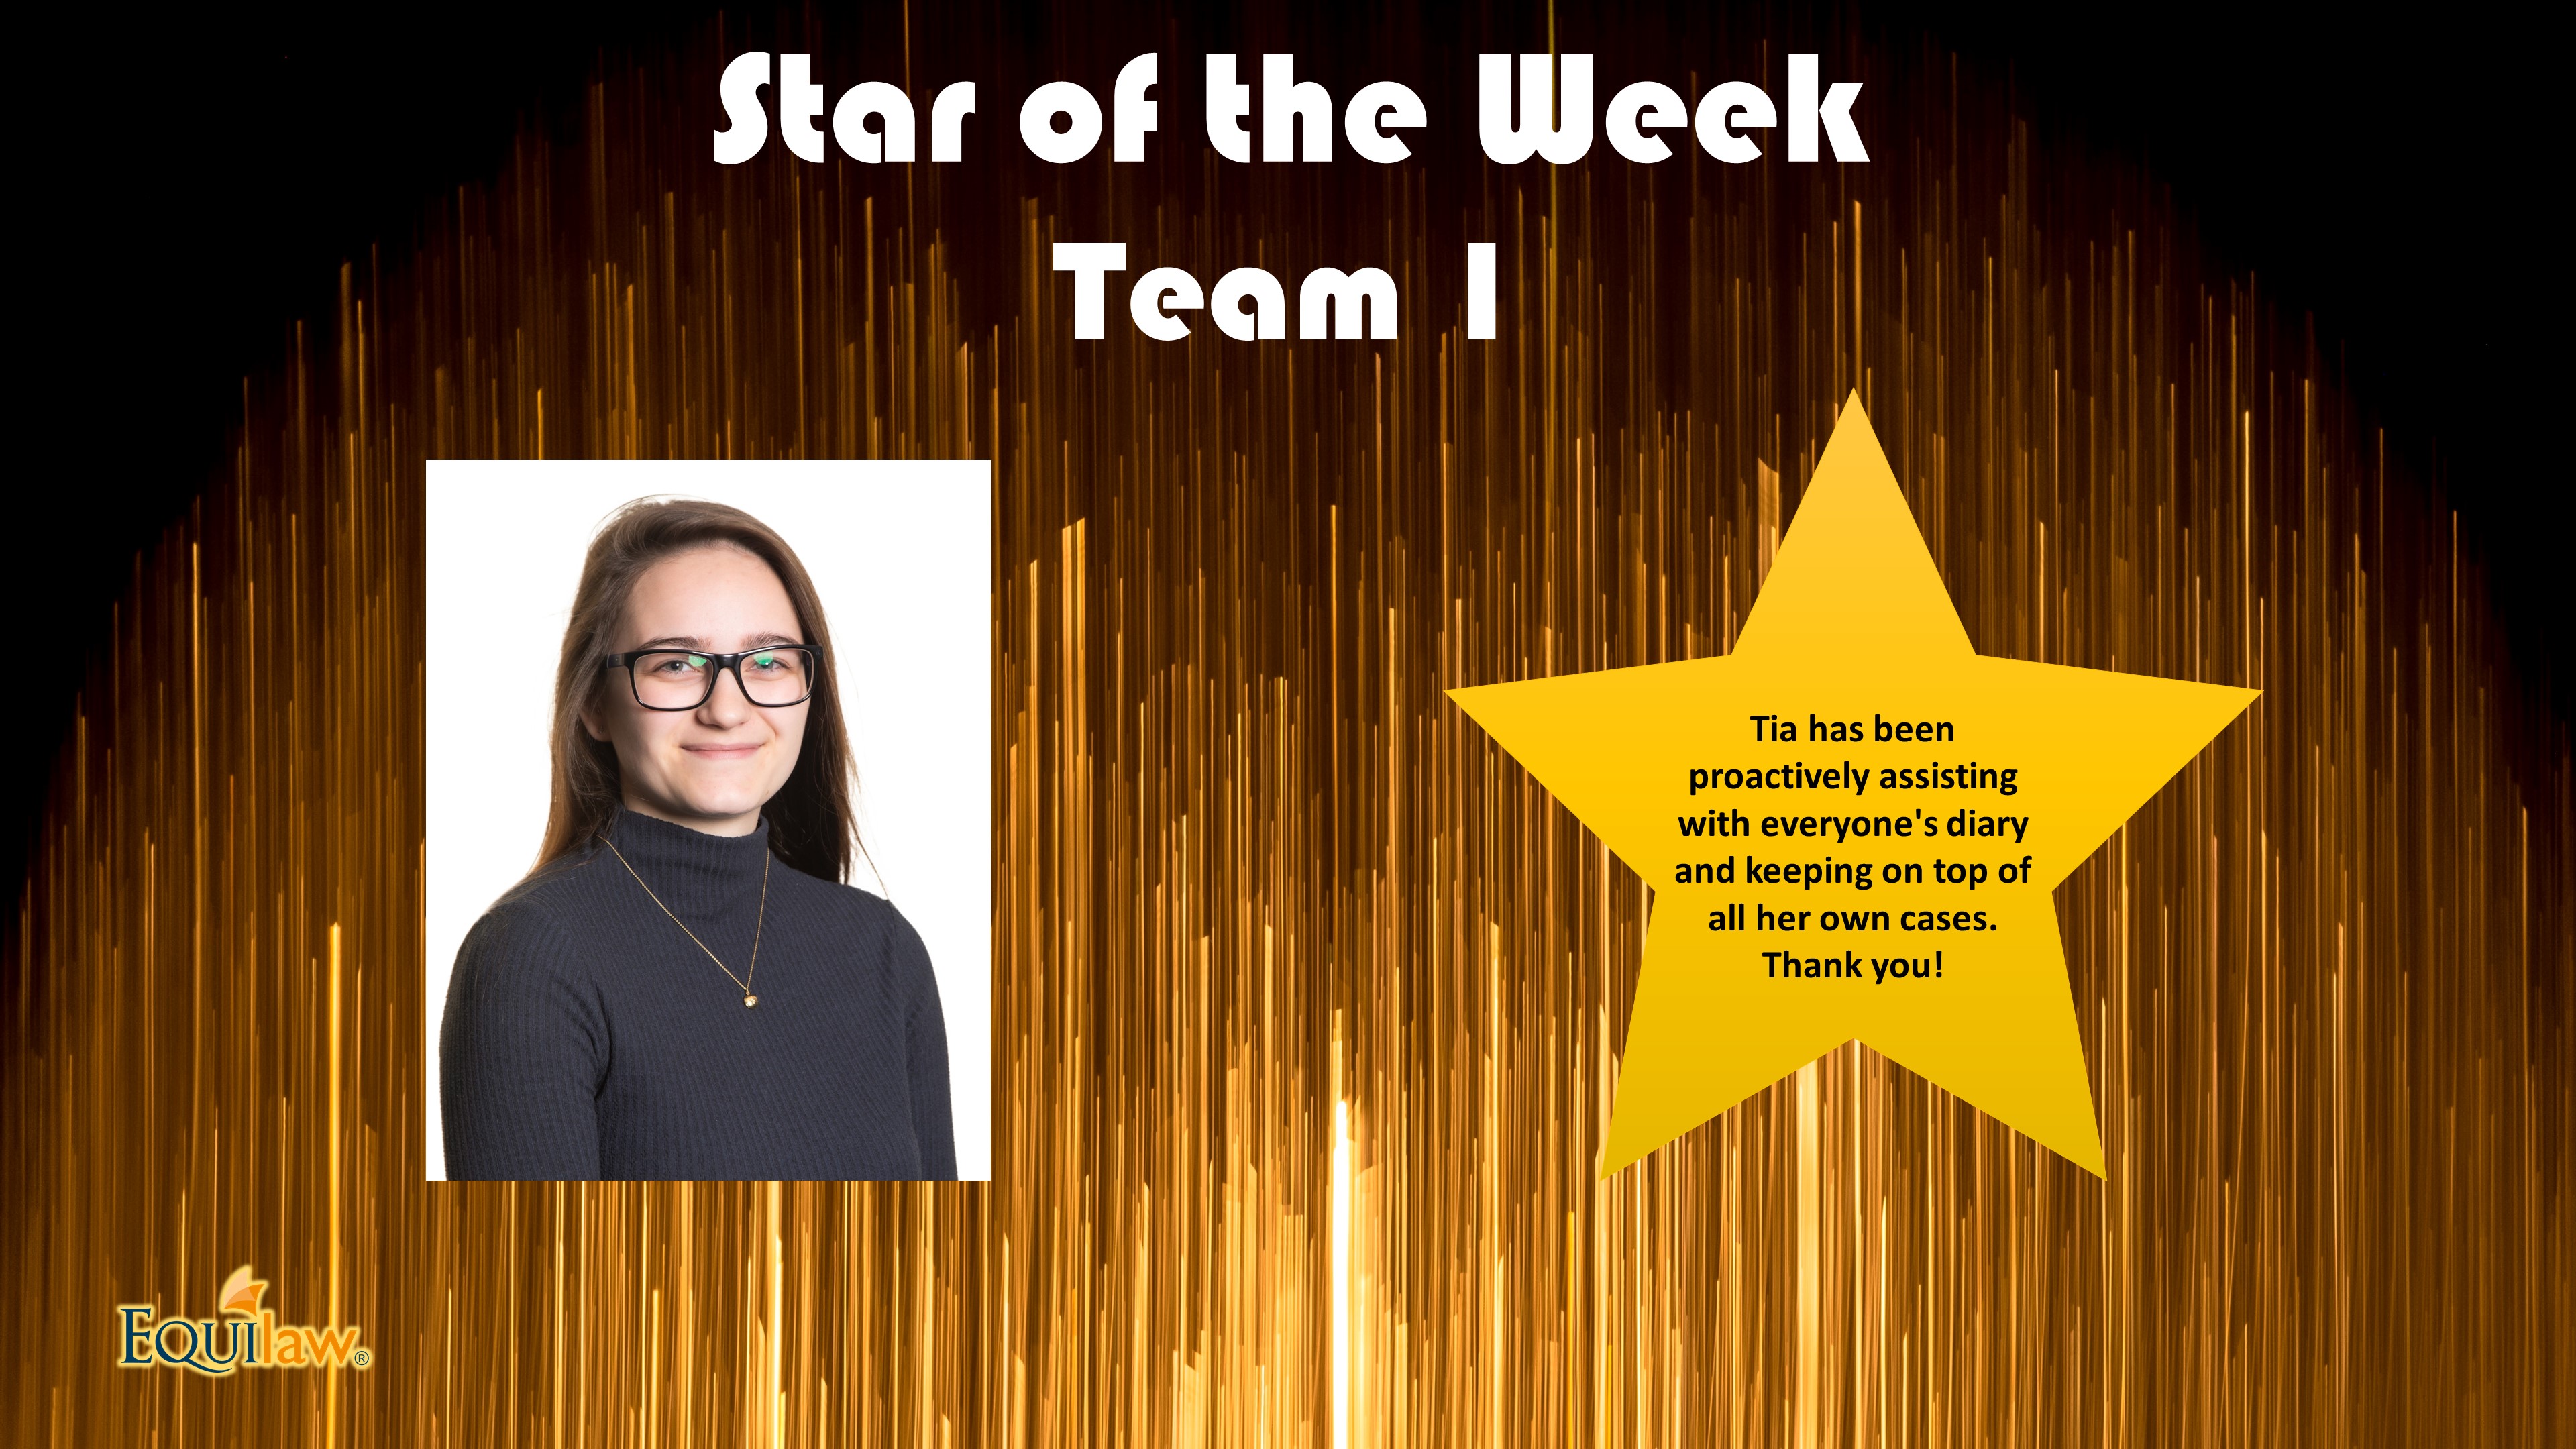 Star of the Week
Team 1
Tia has been
proactively assisting
with everyone's diary
and keeping on top of
all her own cases.
Thank you!
EQUIlaw®